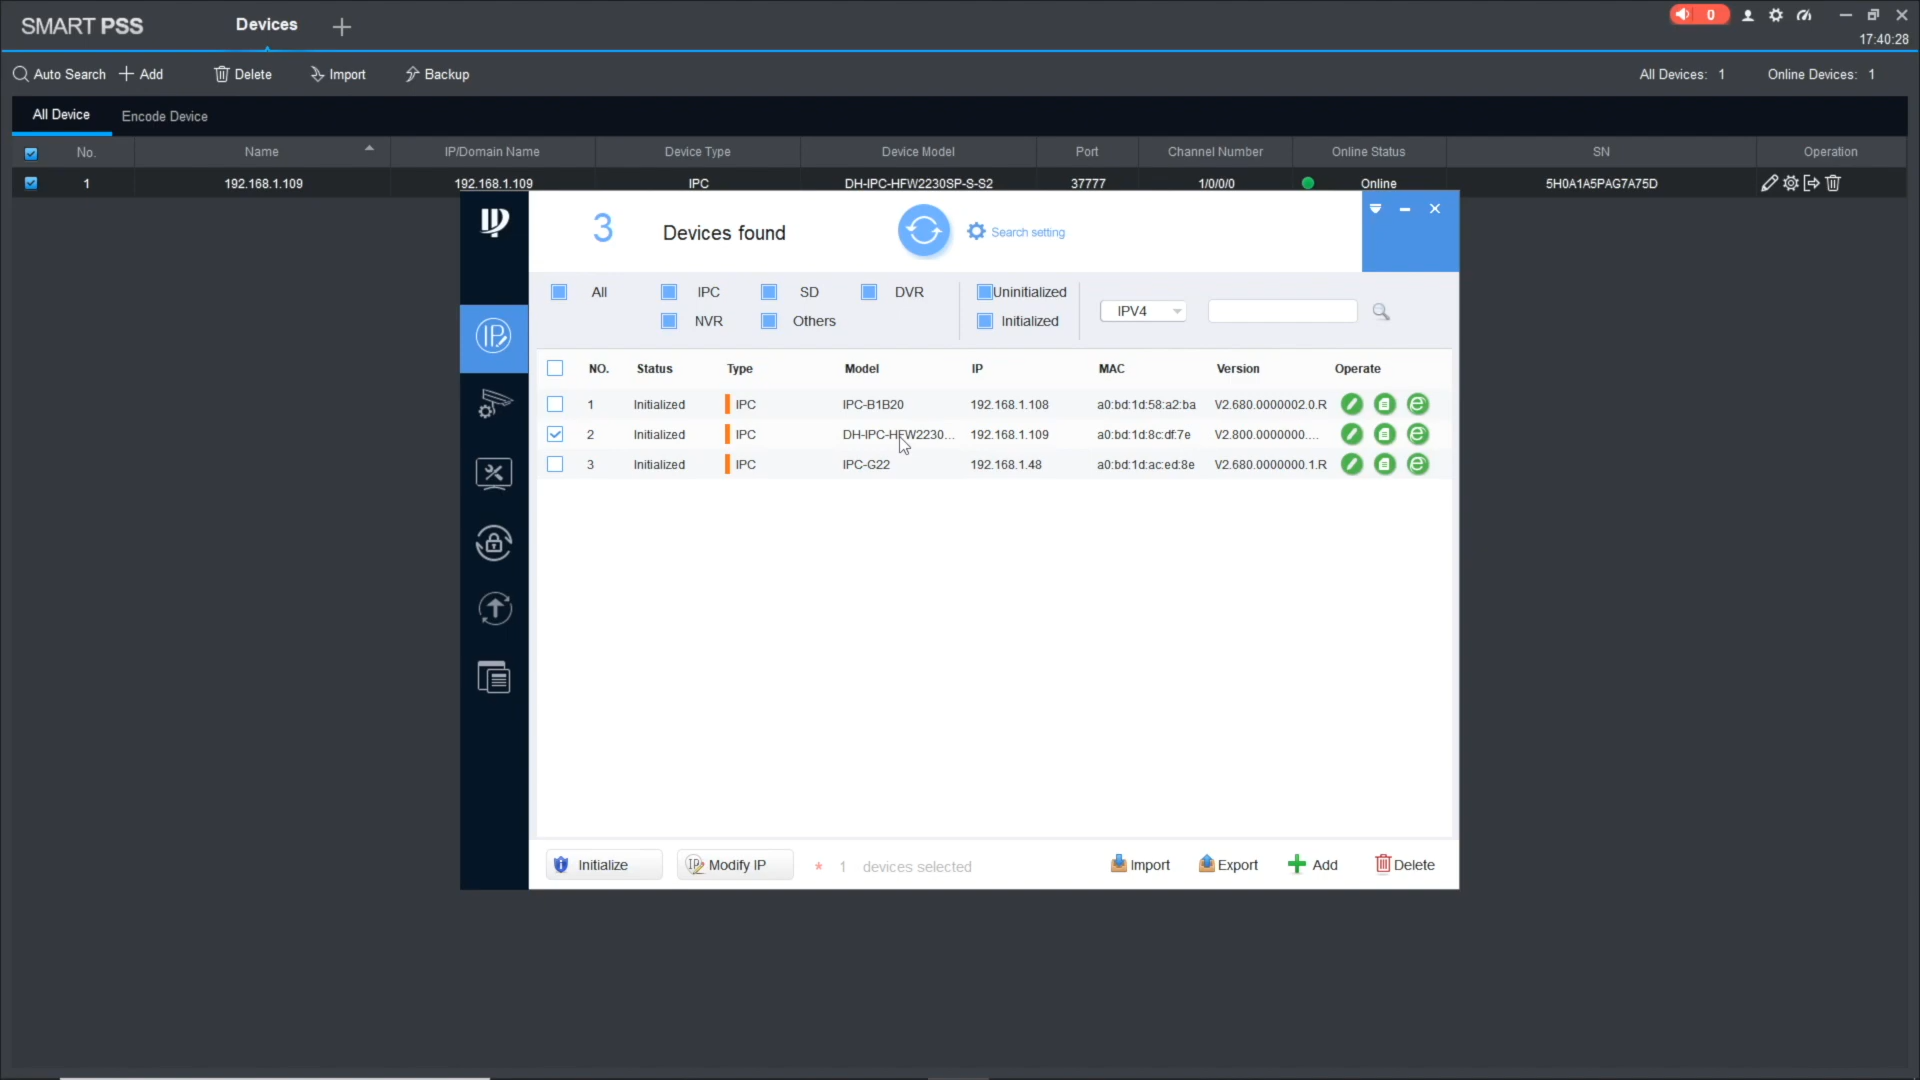 SMART PSS Devices 0
17:40:28
Auto Search Add Delete Import Backup All Devices: 1 Online Devices: 1
All Device Encode Device
No. Name IP/Domain Name Device Type Device Model Port Channel Number Online Status SN Operation
1 192.168.1.109 192.168.1.109 IPC DH-IPC-HFW2230SP-S-S2 37777 1/0/0/0 Online 5H0A1A5PAG7A75D
3 Devices found Search setting
All IPC SD DVR Uninitialized
NVR Others Initialized
IPV4
NO. Status Type Model IP MAC Version Operate
1 Initialized IPC IPC-B1B20 192.168.1.108 a0:bd:1d:58:a2:ba V2.680.0000002.0.R
2 Initialized IPC DH-IPC-HFW2230... 192.168.1.109 a0:bd:1d:8c:df:7e V2.800.0000000....
3 Initialized IPC IPC-G22 192.168.1.48 a0:bd:1d:ac:ed:8e V2.680.0000000.1.R
Initialize Modify IP * 1 devices selected Import Export Add Delete